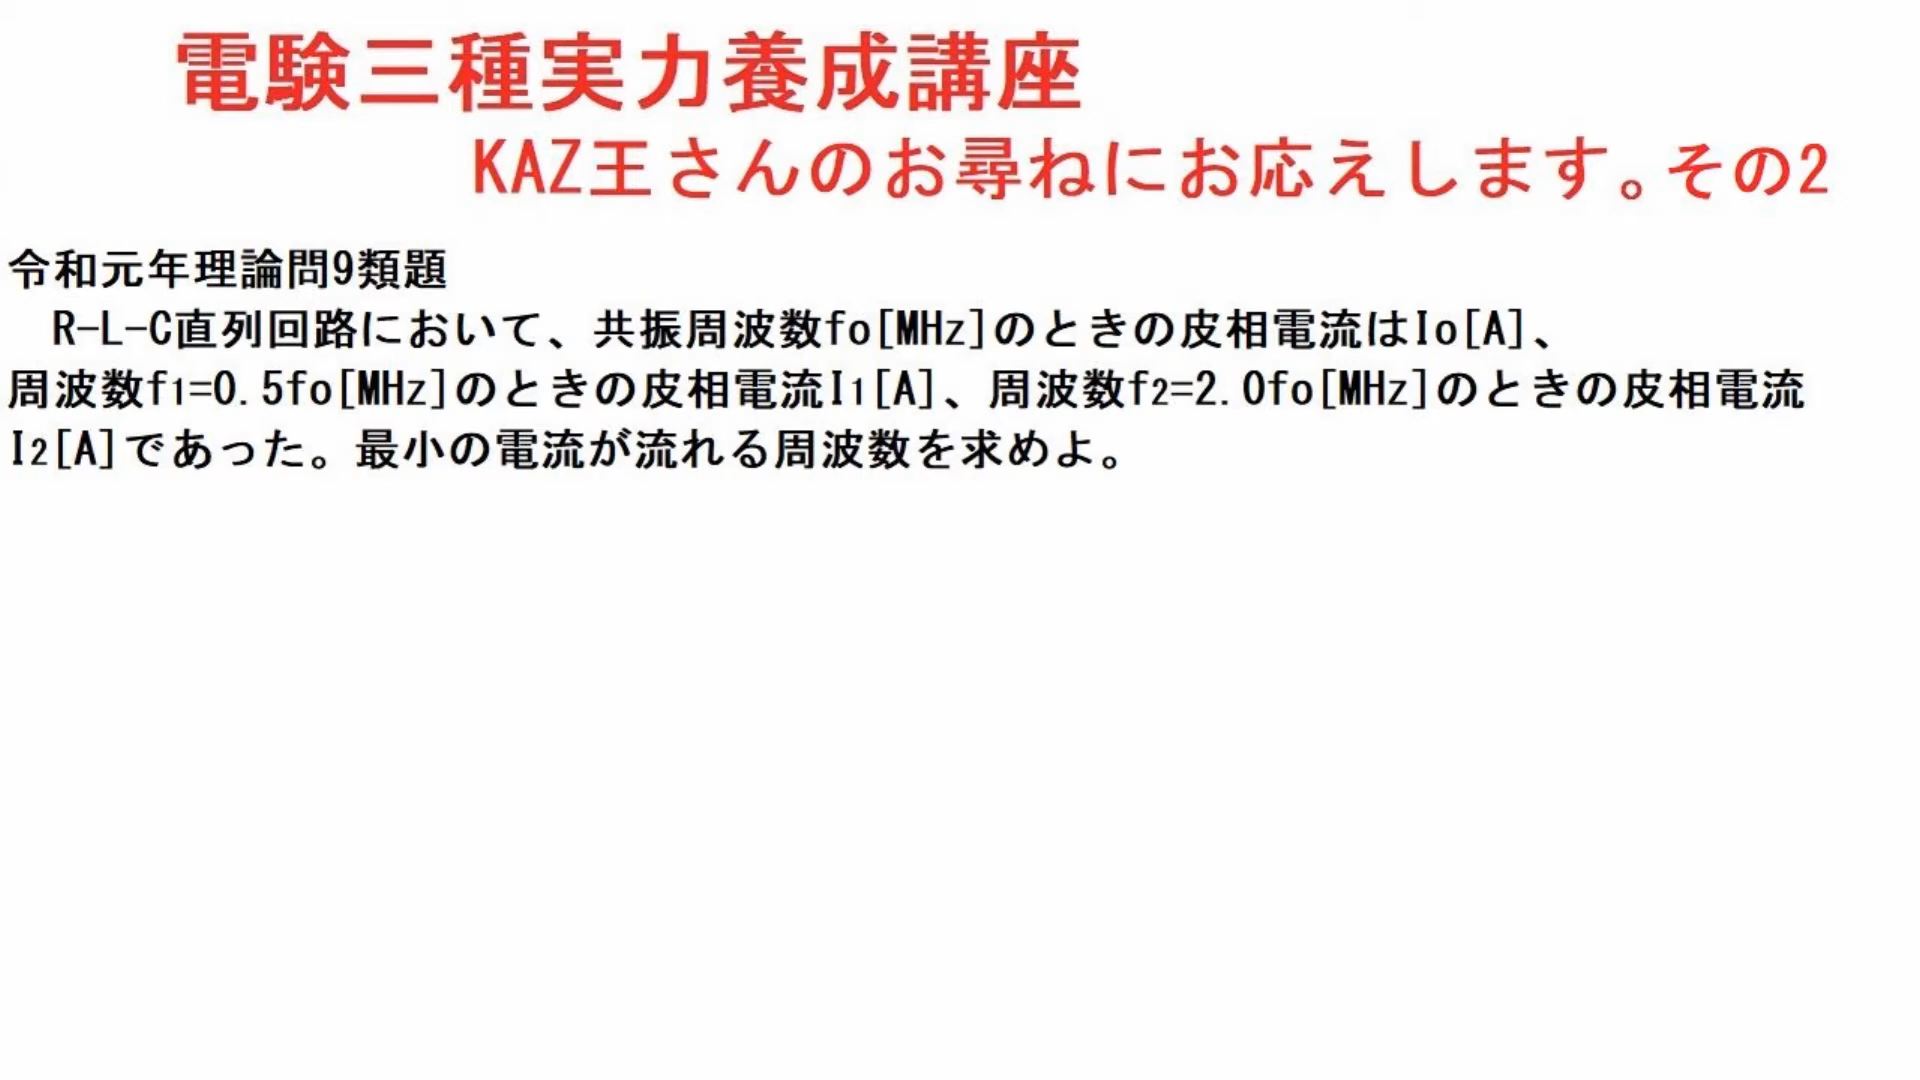 電験三種実力養成講座
KAZ王さんのお尋ねにお応えします。その2
令和元年理論問9類題
R-L-C直列回路において、共振周波数fo[MHz]のときの皮相電流はIo[A]、
周波数f1=0.5fo[MHz]のときの皮相電流I1[A]、周波数f2=2.0fo[MHz]のときの皮相電流
I2[A]であった。最小の電流が流れる周波数を求めよ。